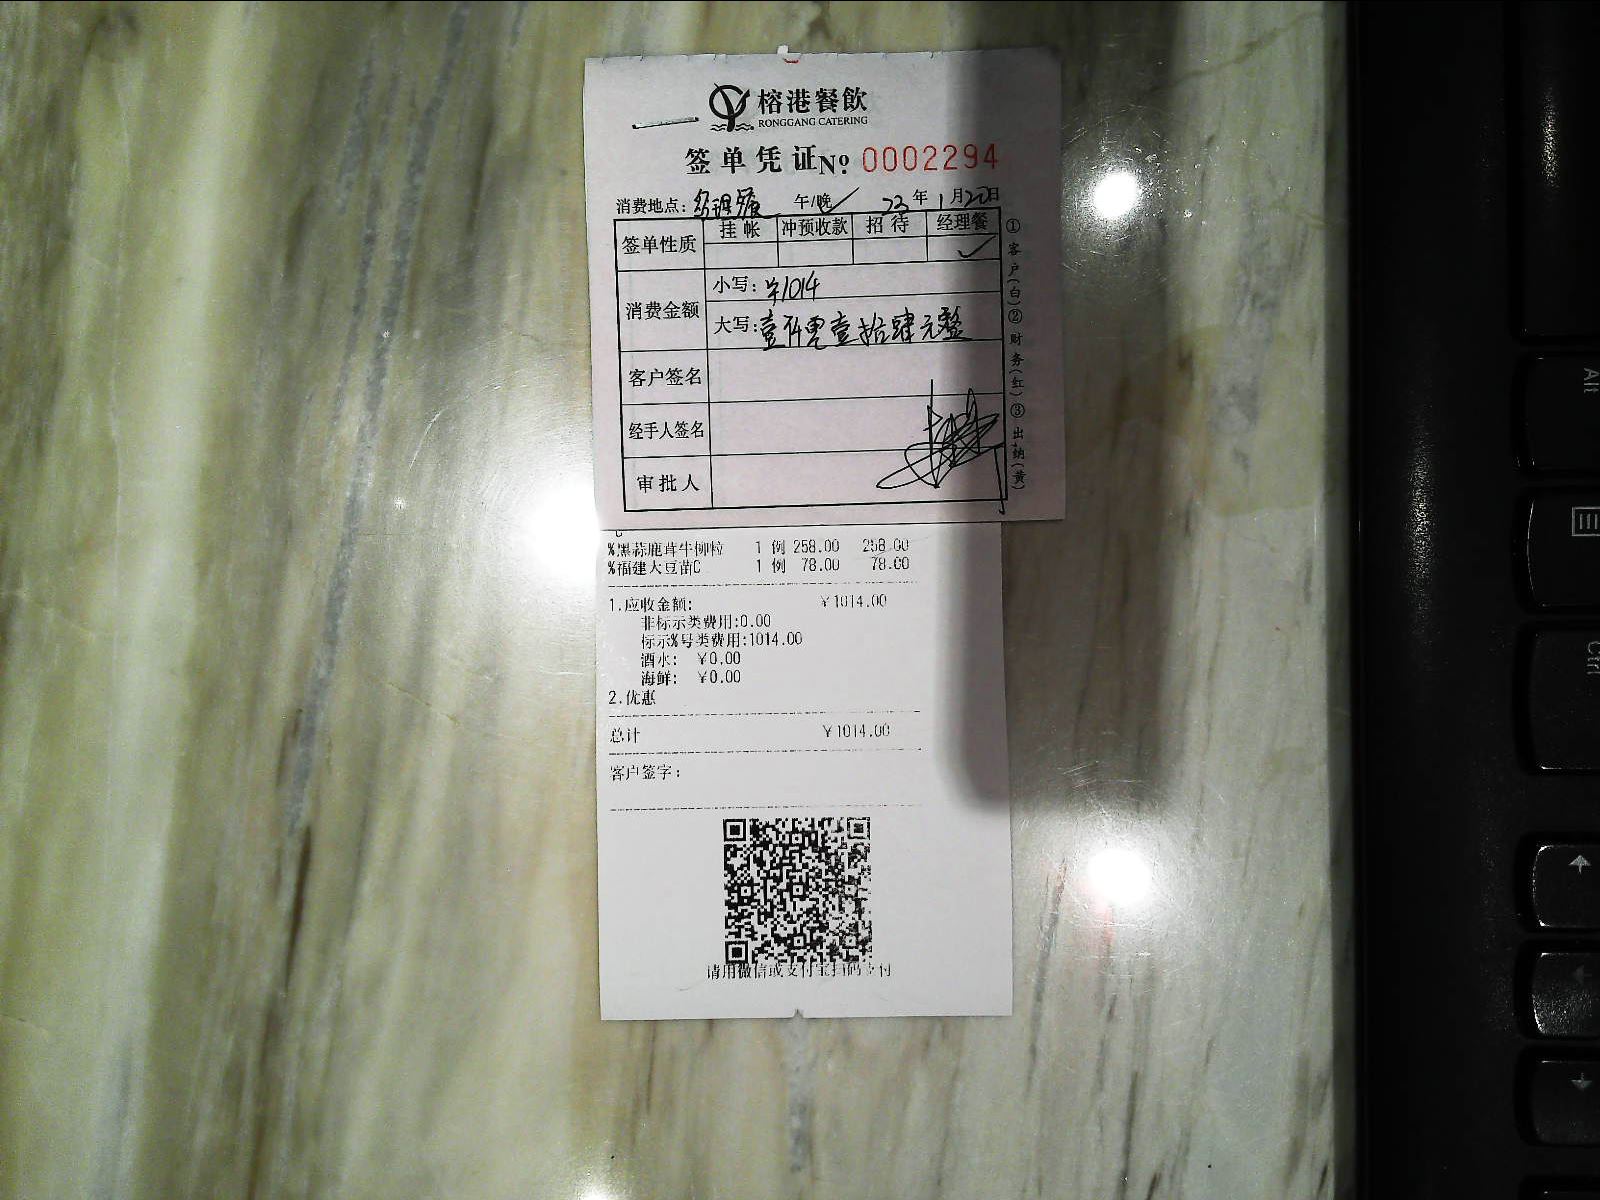 榕港餐飲
RONGGANG CATERING
签单凭证No: 0002294
消费地点: 午/晚 23年1月20日
签单性质 挂帐 冲预收款 招待 经理餐
消费金额 小写: ¥1014
大写: 壹仟零壹拾肆元整
客户签名
经手人签名
审批人
①客户(白)②财务(红)③出纳(黄)
%黑蒜鹿茸牛柳粒 1 例 258.00 258.00
%福建大豆苗C 1 例 78.00 78.00
1.应收金额: ¥1014.00
非标示类费用:0.00
标示%号类费用:1014.00
酒水: ¥0.00
海鲜: ¥0.00
2.优惠
总计 ¥1014.00
客户签字:
请用微信或支付宝扫码支付
Alt
Ctrl